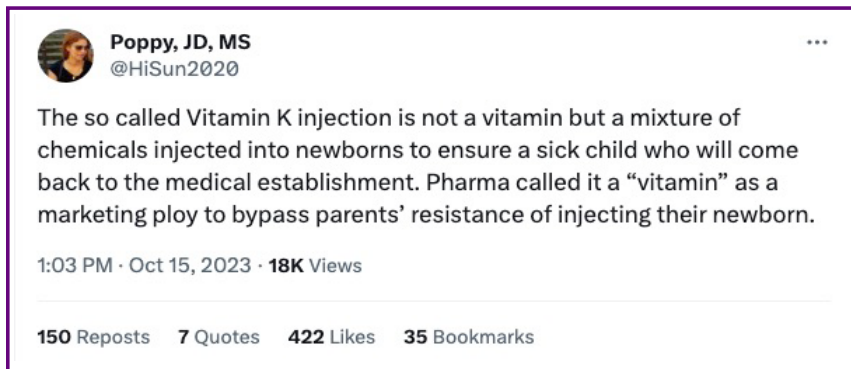 Poppy, JD, MS
@HiSun2020
The so called Vitamin K injection is not a vitamin but a mixture of
chemicals injected into newborns to ensure a sick child who will come
back to the medical establishment. Pharma called it a “vitamin” as a
marketing ploy to bypass parents’ resistance of injecting their newborn.
1:03 PM · Oct 15, 2023 · 18K Views
150 Reposts 7 Quotes 422 Likes 35 Bookmarks